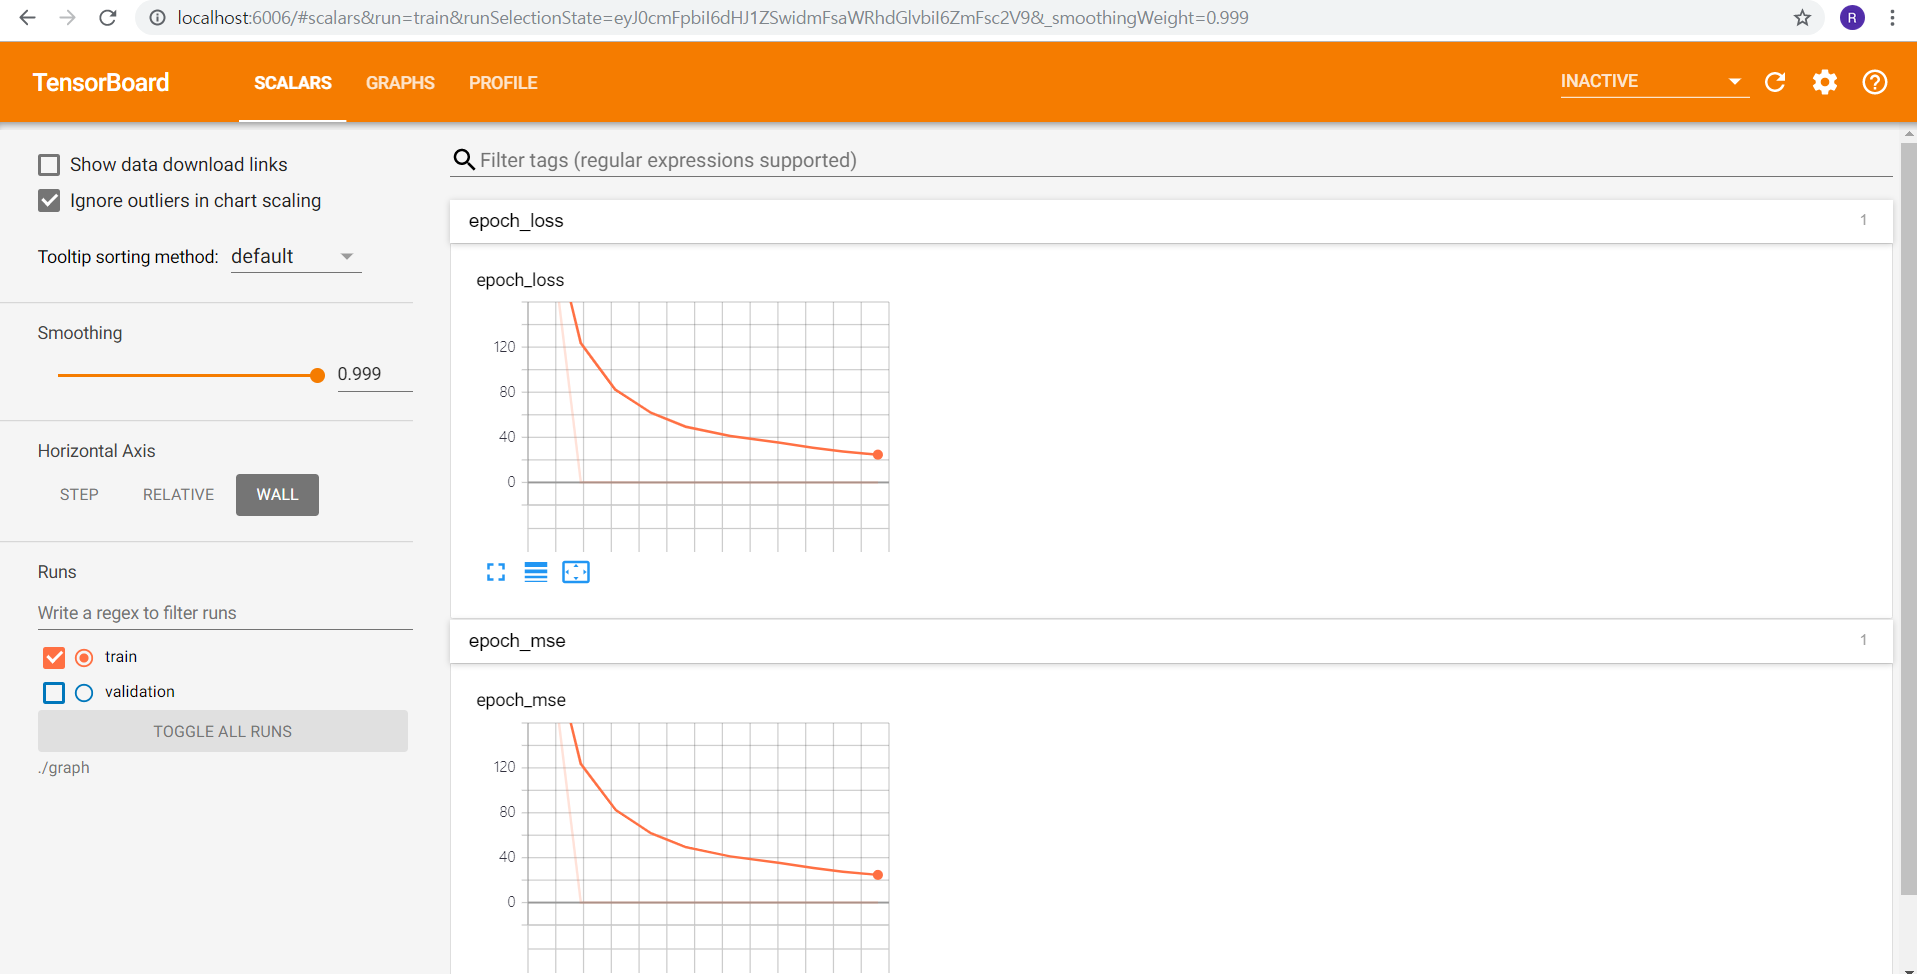 localhost:6006/#scalars&run=train&runSelectionState=eyJ0cmFpbiI6dHJ1ZSwidmFsaWRhdGlvbiI6ZmFsc2V9&_smoothingWeight=0.999
R
TensorBoard
SCALARS
GRAPHS
PROFILE
INACTIVE
Show data download links
Ignore outliers in chart scaling
Tooltip sorting method: default
Smoothing
0.999
Horizontal Axis
STEP
RELATIVE
WALL
Runs
Write a regex to filter runs
train
validation
TOGGLE ALL RUNS
./graph
Filter tags (regular expressions supported)
epoch_loss
1
epoch_loss
120
80
40
0
epoch_mse
1
epoch_mse
120
80
40
0